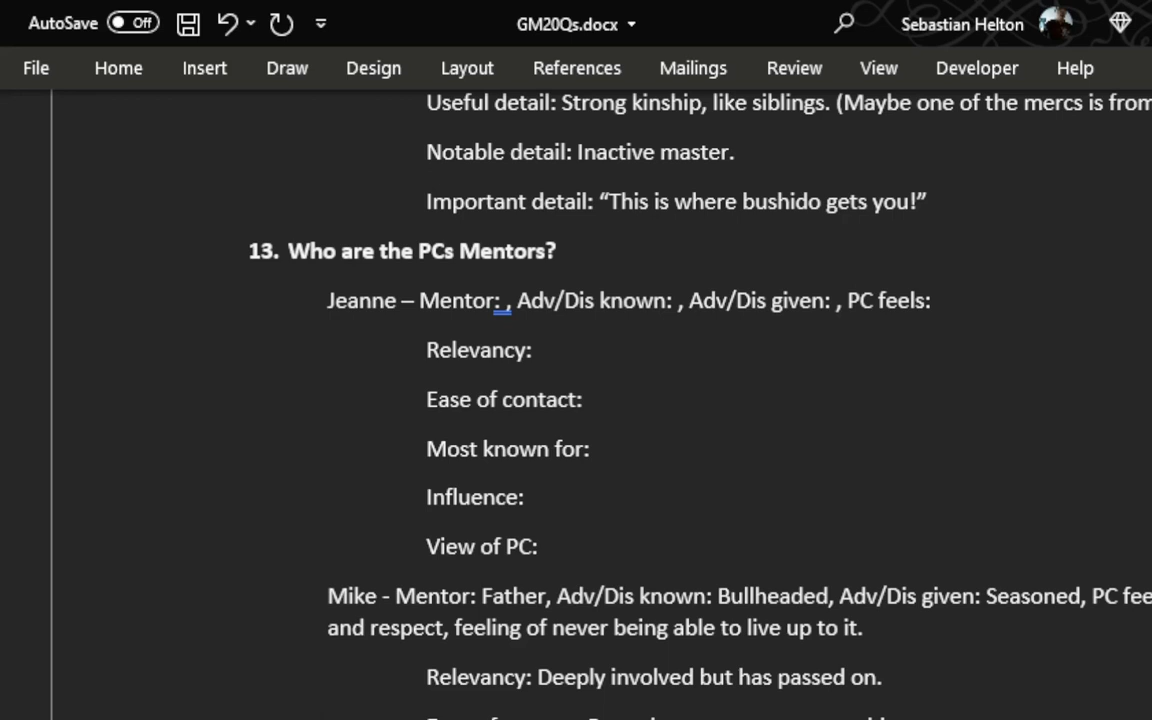 AutoSave Off GM20Qs.docx Sebastian Helton
File Home Insert Draw Design Layout References Mailings Review View Developer Help
Useful detail: Strong kinship, like siblings. (Maybe one of the mercs is from
Notable detail: Inactive master.
Important detail: “This is where bushido gets you!”
13. Who are the PCs Mentors?
Jeanne – Mentor: , Adv/Dis known: , Adv/Dis given: , PC feels:
Relevancy:
Ease of contact:
Most known for:
Influence:
View of PC:
Mike - Mentor: Father, Adv/Dis known: Bullheaded, Adv/Dis given: Seasoned, PC fee
and respect, feeling of never being able to live up to it.
Relevancy: Deeply involved but has passed on.